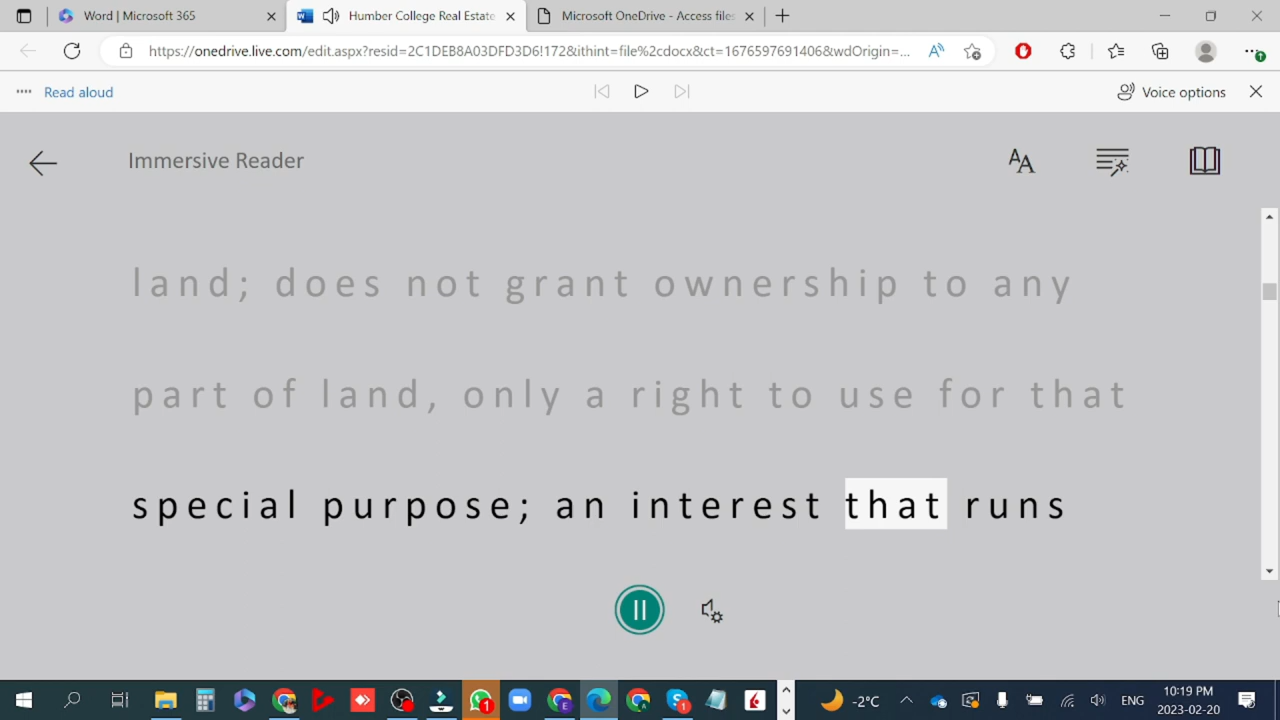 Word | Microsoft 365
Humber College Real Estate
Microsoft OneDrive - Access files
https://onedrive.live.com/edit.aspx?resid=2C1DEB8A03DFD3D6!172&ithint=file%2cdocx&ct=1676597691406&wdOrigin=...
Read aloud
Voice options
Immersive Reader
land; does not grant ownership to any
part of land, only a right to use for that
special purpose; an interest that runs
-2°C
ENG
10:19 PM
2023-02-20